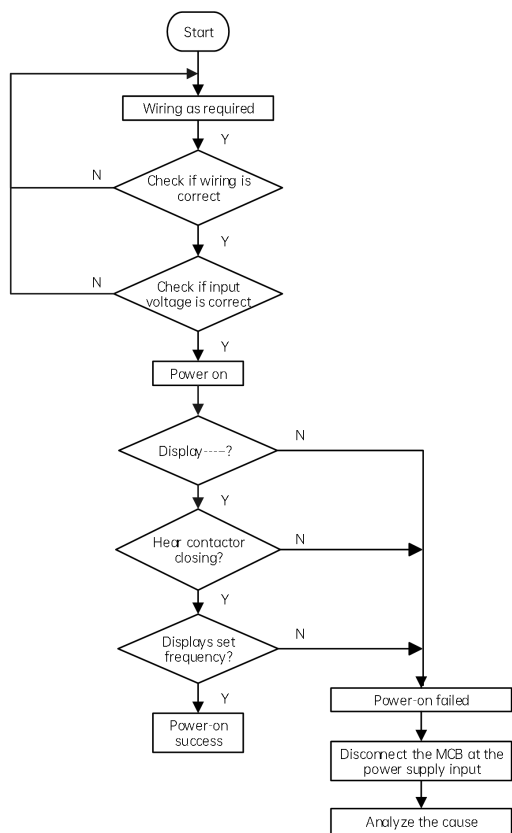 Start
Wiring as required
Y
N
Check if wiring is
correct
Y
N
Check if input
voltage is correct
Y
Power on
N
Display-----?
Y
N
Hear contactor
closing?
Y
N
Displays set
frequency?
Y
Power-on
success
Power-on failed
Disconnect the MCB at the
power supply input
Analyze the cause